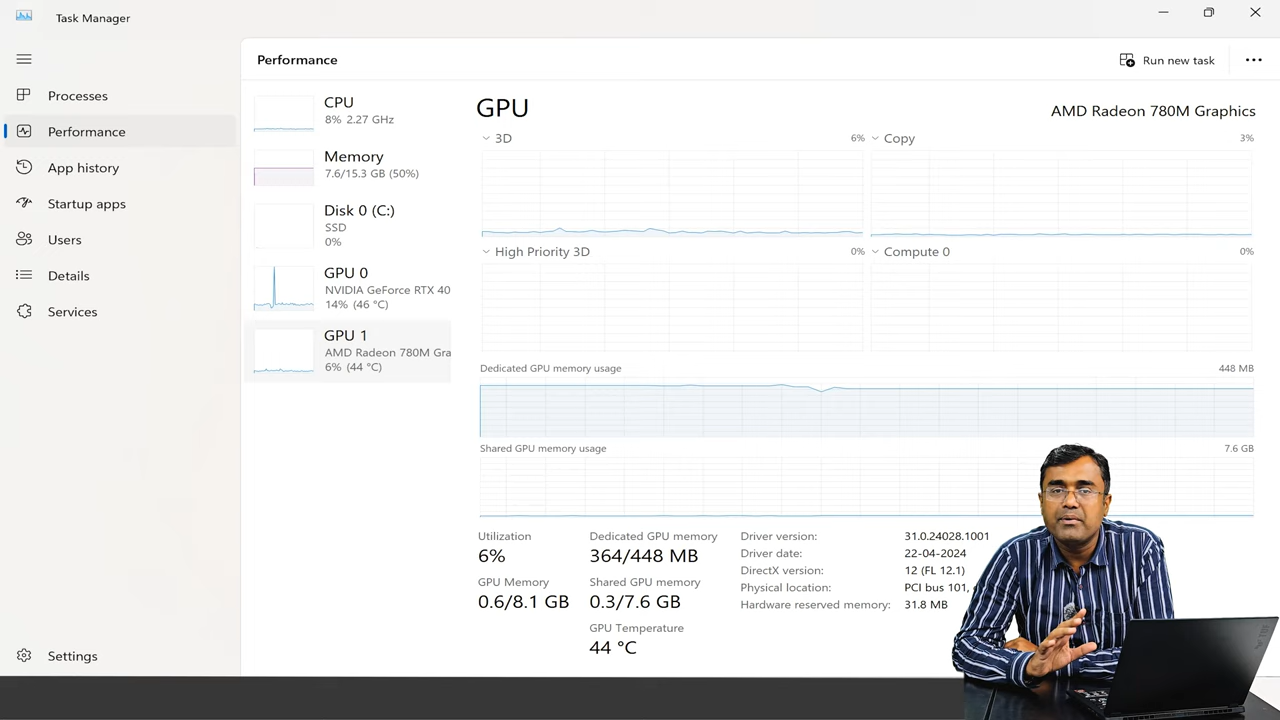 Task Manager
Performance
Run new task
Processes
Performance
App history
Startup apps
Users
Details
Services
Settings
CPU
8% 2.27 GHz
Memory
7.6/15.3 GB (50%)
Disk 0 (C:)
SSD
0%
GPU 0
NVIDIA GeForce RTX 40
14% (46 °C)
GPU 1
AMD Radeon 780M Gra
6% (44 °C)
GPU
AMD Radeon 780M Graphics
3D 6%
Copy 3%
High Priority 3D 0%
Compute 0 0%
Dedicated GPU memory usage 448 MB
Shared GPU memory usage 7.6 GB
Utilization
6%
Dedicated GPU memory
364/448 MB
GPU Memory
0.6/8.1 GB
Shared GPU memory
0.3/7.6 GB
GPU Temperature
44 °C
Driver version: 31.0.24028.1001
Driver date: 22-04-2024
DirectX version: 12 (FL 12.1)
Physical location: PCI bus 101,
Hardware reserved memory: 31.8 MB